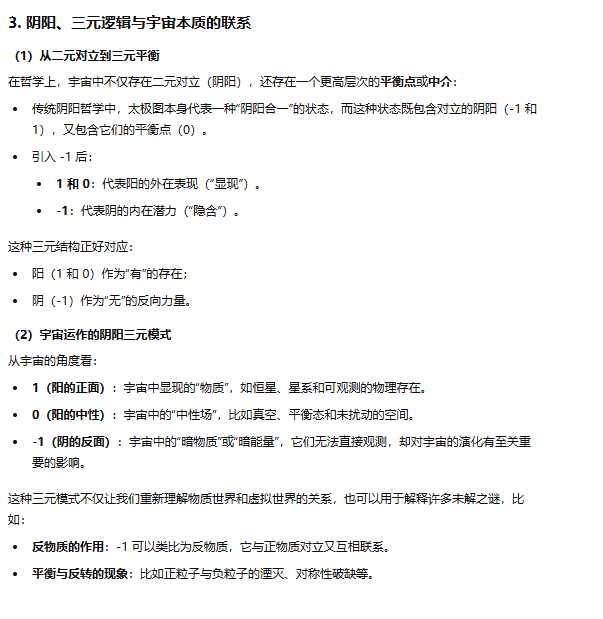 3. 阴阳、三元逻辑与宇宙本质的联系
（1）从二元对立到三元平衡
在哲学上，宇宙中不仅存在二元对立（阴阳），还存在一个更高层次的平衡点或中介：
• 传统阴阳哲学中，太极图本身代表一种“阴阳合一”的状态，而这种状态既包含对立的阴阳（-1 和
1），又包含它们的平衡点（0）。
• 引入 -1 后：
• 1 和 0：代表阳的外在表现（“显现”）。
• -1：代表阴的内在潜力（“隐含”）。
这种三元结构正好对应：
• 阳（1 和 0）作为“有”的存在；
• 阴（-1）作为“无”的反向力量。
（2）宇宙运作的阴阳三元模式
从宇宙的角度看：
• 1（阳的正面）：宇宙中显现的“物质”，如恒星、星系和可观测的物理存在。
• 0（阳的中性）：宇宙中的“中性场”，比如真空、平衡态和未扰动的空间。
• -1（阴的反面）：宇宙中的“暗物质”或“暗能量”，它们无法直接观测，却对宇宙的演化有至关重
要的影响。
这种三元模式不仅让我们重新理解物质世界和虚拟世界的关系，也可以用于解释许多未解之谜，比
如：
• 反物质的作用：-1 可以类比为反物质，它与正物质对立又互相联系。
• 平衡与反转的现象：比如正粒子与负粒子的湮灭、对称性破缺等。